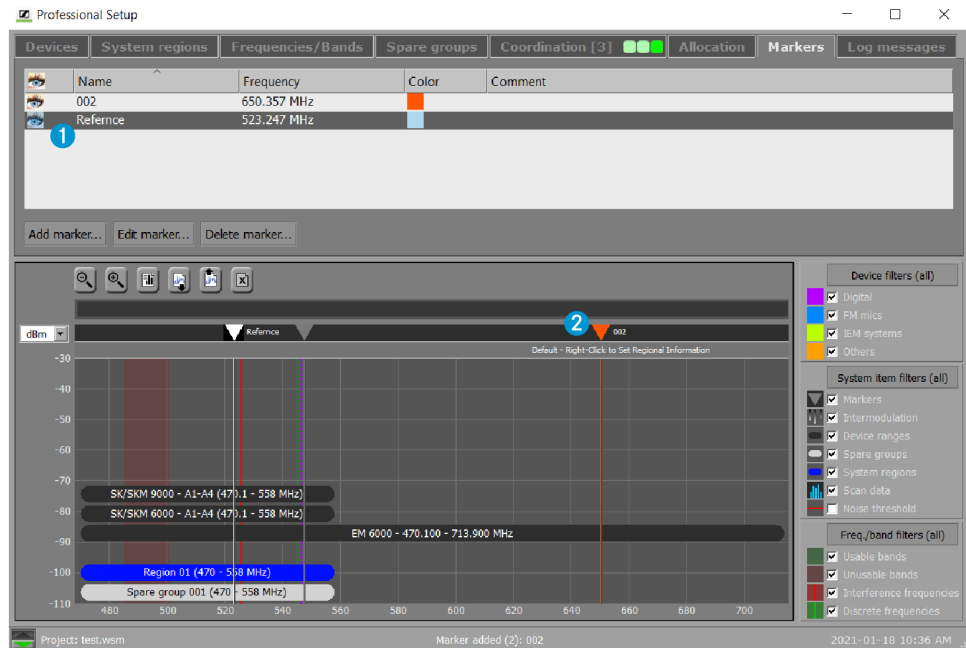 Professional Setup
Devices System regions Frequencies/Bands Spare groups Coordination [3] Allocation Markers Log messages
Name Frequency Color Comment
002 650.357 MHz
Refernce 523.247 MHz
1
Add marker... Edit marker... Delete marker...
Device filters (all)
Digital
FM mics
IEM systems
Others
System item filters (all)
Markers
Intermodulation
Device ranges
Spare groups
System regions
Scan data
Noise threshold
Freq./band filters (all)
Usable bands
Unusable bands
Interference frequencies
Discrete frequencies
dBm Refernce 2 002
Default - Right-Click to Set Regional Information
-30
-40
-50
-60
-70
SK/SKM 9000 - A1-A4 (470.1 - 558 MHz)
-80 SK/SKM 6000 - A1-A4 (470.1 - 558 MHz)
EM 6000 - 470.100 - 713.900 MHz
-90
-100 Region 01 (470 - 558 MHz)
Spare group 001 (470 - 558 MHz)
-110
480 500 520 540 560 580 600 620 640 660 680 700
Project: test.wsm Marker added (2): 002 2021-01-18 10:36 AM